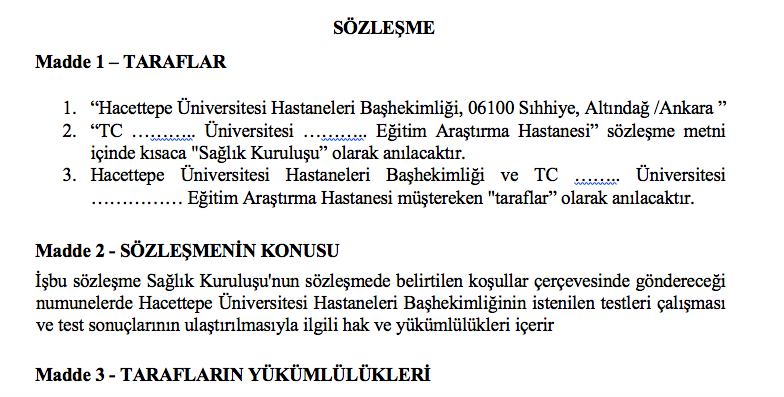 SÖZLEŞME
Madde 1 – TARAFLAR
1. “Hacettepe Üniversitesi Hastaneleri Başhekimliği, 06100 Sıhhiye, Altındağ /Ankara ”
2. “TC ……….. Üniversitesi ……….. Eğitim Araştırma Hastanesi” sözleşme metni
içinde kısaca "Sağlık Kuruluşu” olarak anılacaktır.
3. Hacettepe Üniversitesi Hastaneleri Başhekimliği ve TC …….. Üniversitesi
…………… Eğitim Araştırma Hastanesi müştereken "taraflar” olarak anılacaktır.
Madde 2 - SÖZLEŞMENİN KONUSU
İşbu sözleşme Sağlık Kuruluşu'nun sözleşmede belirtilen koşullar çerçevesinde göndereceği
numunelerde Hacettepe Üniversitesi Hastaneleri Başhekimliğinin istenilen testleri çalışması
ve test sonuçlarının ulaştırılmasıyla ilgili hak ve yükümlülükleri içerir
Madde 3 - TARAFLARIN YÜKÜMLÜLÜKLERİ